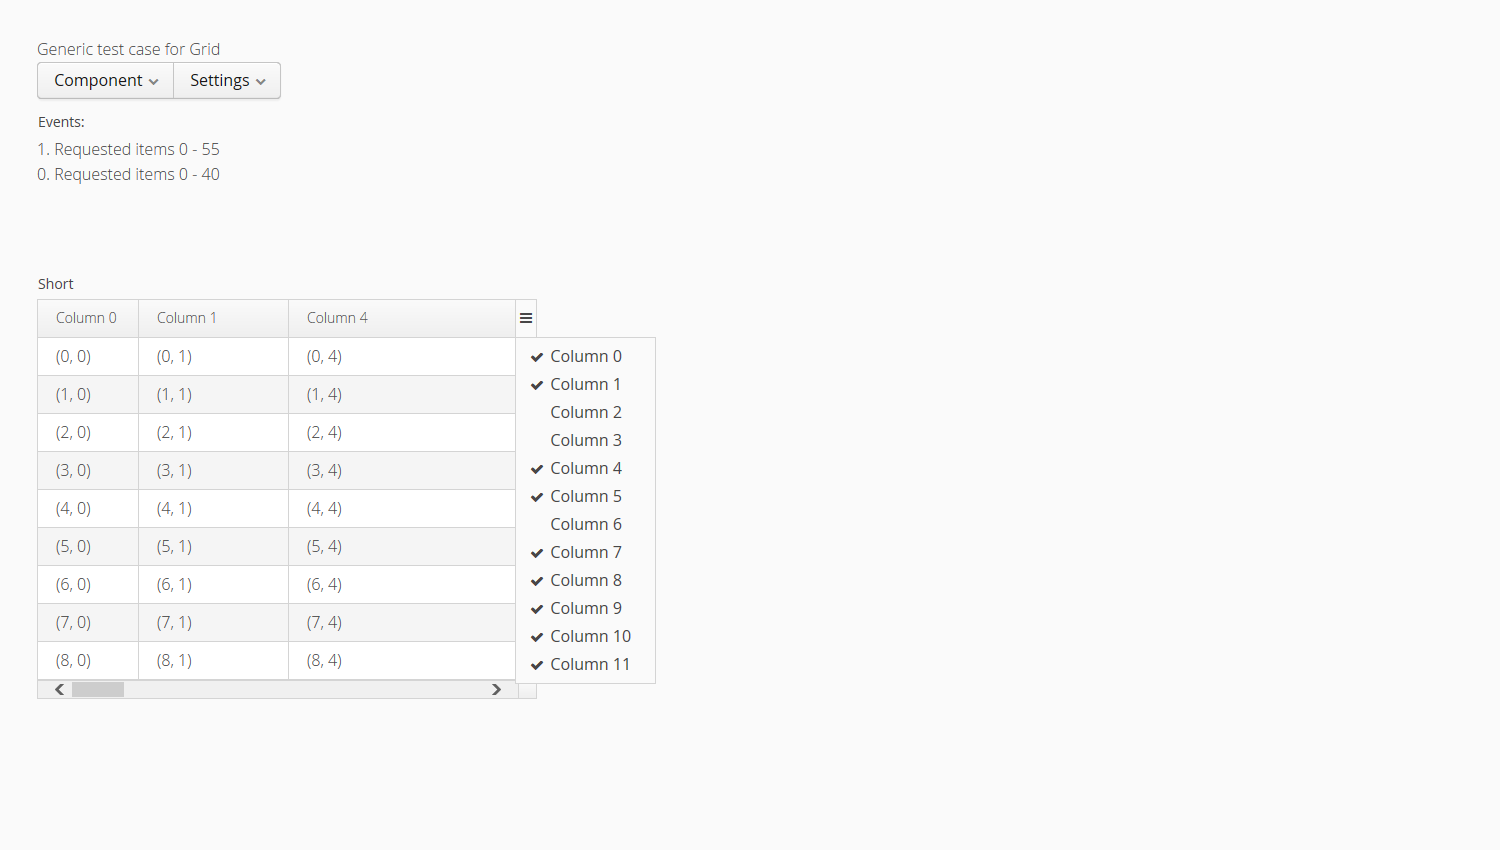 Generic test case for Grid
Component Settings
Events:
1. Requested items 0 - 55
0. Requested items 0 - 40
Short
Column 0 Column 1 Column 4
(0, 0) (0, 1) (0, 4)
(1, 0) (1, 1) (1, 4)
(2, 0) (2, 1) (2, 4)
(3, 0) (3, 1) (3, 4)
(4, 0) (4, 1) (4, 4)
(5, 0) (5, 1) (5, 4)
(6, 0) (6, 1) (6, 4)
(7, 0) (7, 1) (7, 4)
(8, 0) (8, 1) (8, 4)
Column 0
Column 1
Column 2
Column 3
Column 4
Column 5
Column 6
Column 7
Column 8
Column 9
Column 10
Column 11